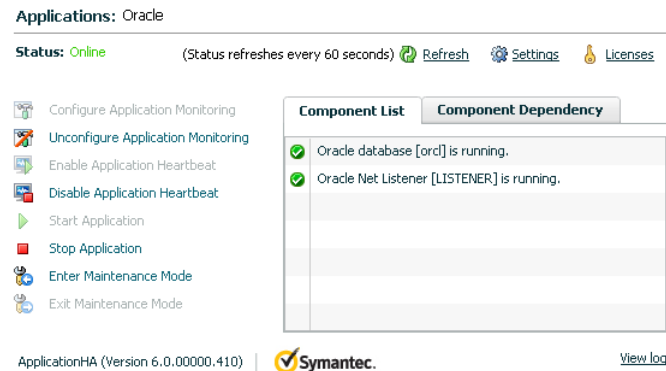 Applications: Oracle
Status: Online (Status refreshes every 60 seconds) Refresh Settings Licenses
Configure Application Monitoring
Unconfigure Application Monitoring
Enable Application Heartbeat
Disable Application Heartbeat
Start Application
Stop Application
Enter Maintenance Mode
Exit Maintenance Mode
Component List Component Dependency
Oracle database [orcl] is running.
Oracle Net Listener [LISTENER] is running.
ApplicationHA (Version 6.0.00000.410) Symantec. View log